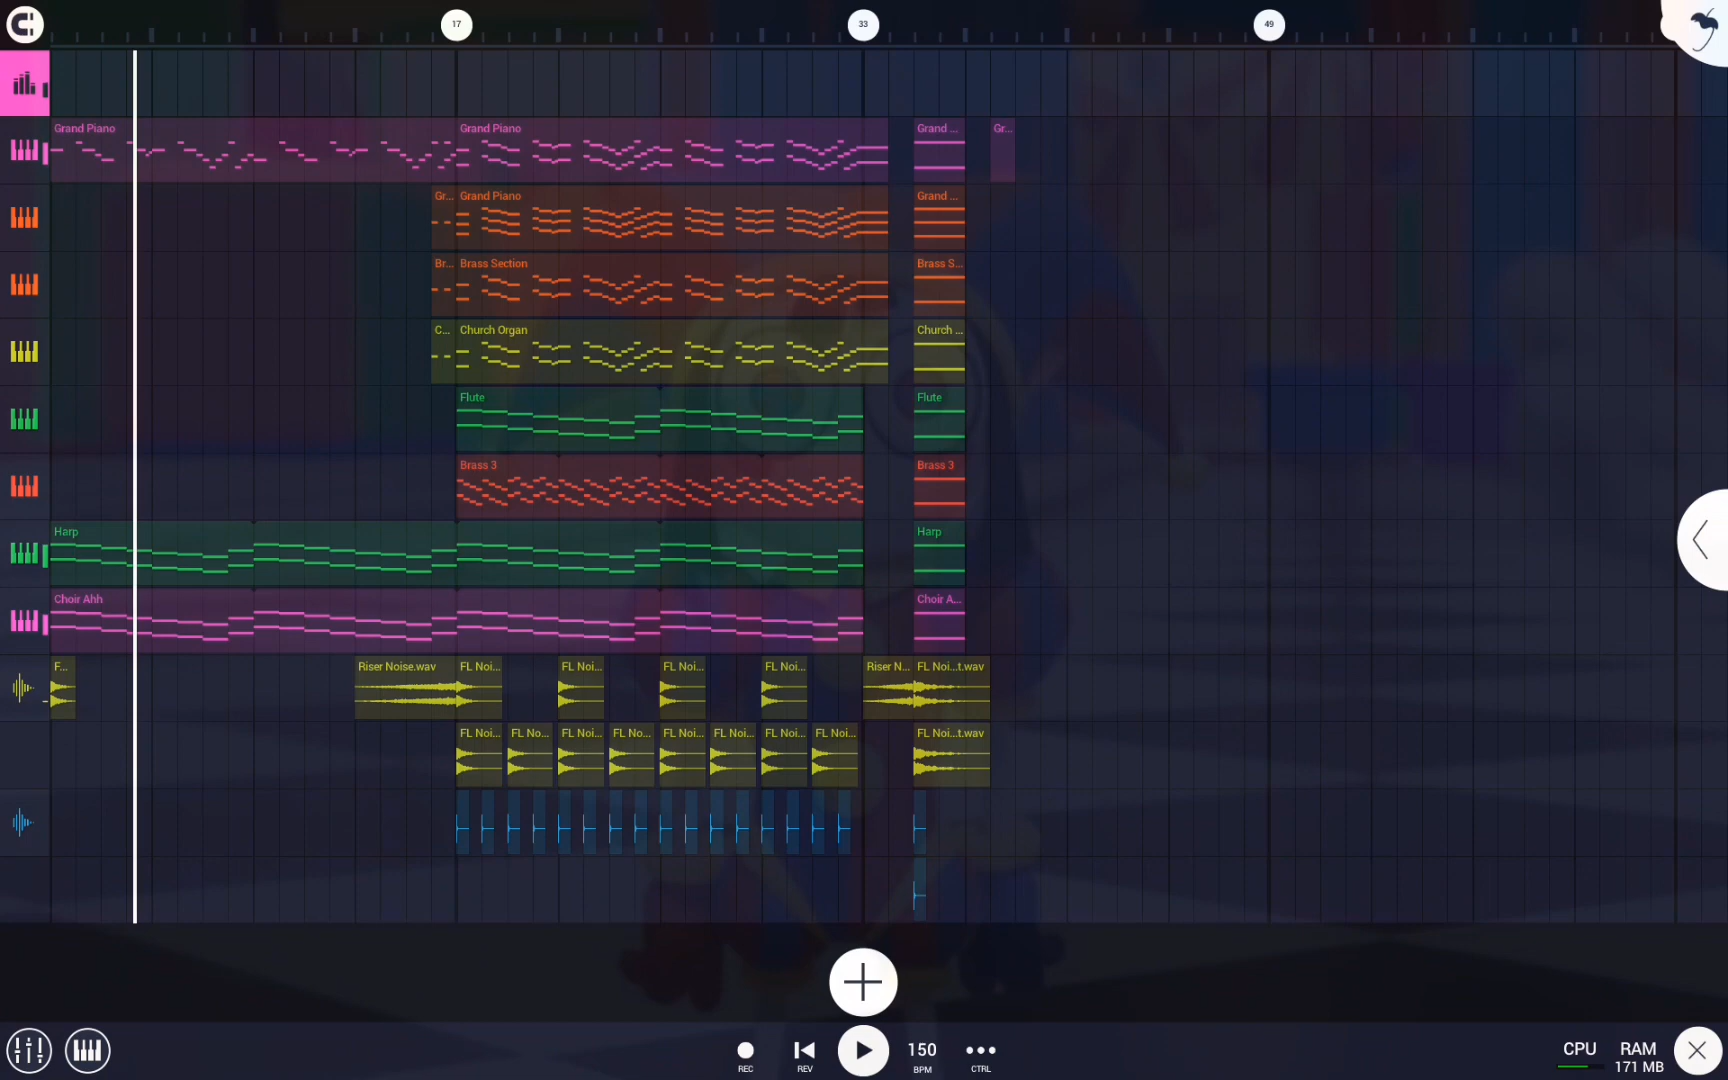 17 33 49
Grand Piano Grand Piano Grand ... Gr...
Gr... Grand Piano Grand ...
Br... Brass Section Brass S...
C... Church Organ Church ...
Flute Flute
Brass 3 Brass 3
Harp Harp
Choir Ahh Choir A...
F... Riser Noise.wav FL Noi... FL Noi... FL Noi... FL Noi... Riser N... FL Noi...t.wav
FL Noi... FL No... FL Noi... FL No... FL Noi... FL Noi... FL Noi... FL Noi... FL Noi...t.wav
150 CPU RAM
REC REV BPM CTRL 171 MB